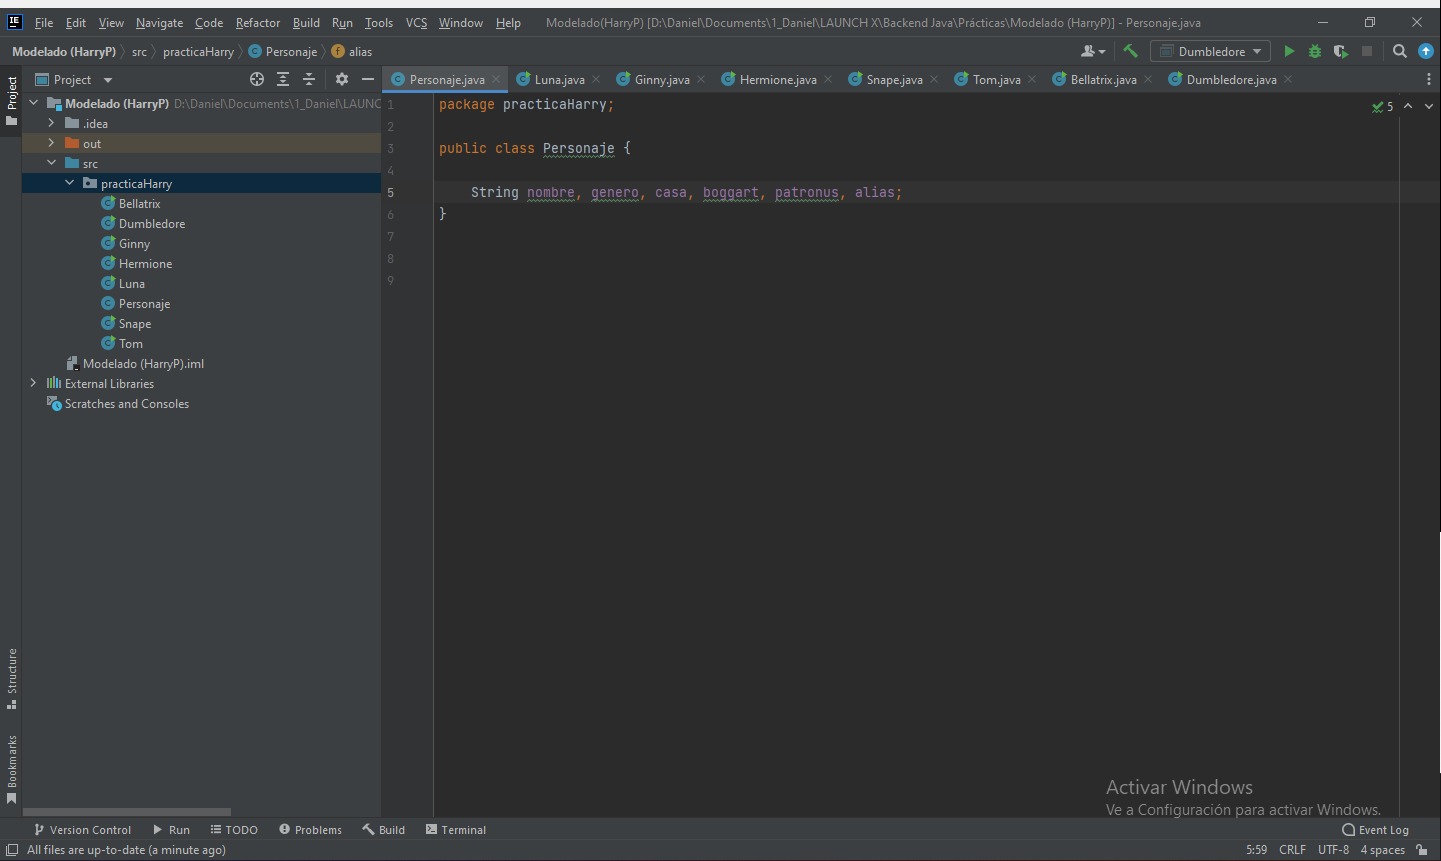 File Edit View Navigate Code Refactor Build Run Tools VCS Window Help Modelado(HarryP) [D:\Daniel\Documents\1_Daniel\LAUNCH X\Backend Java\Prácticas\Modelado (HarryP)] - Personaje.java
Modelado (HarryP) src practicaHarry Personaje alias Dumbledore
Project
Project
Personaje.java Luna.java Ginny.java Hermione.java Snape.java Tom.java Bellatrix.java Dumbledore.java
Modelado (HarryP) D:\Daniel\Documents\1_Daniel\LAUNC
.idea
out
src
practicaHarry
Bellatrix
Dumbledore
Ginny
Hermione
Luna
Personaje
Snape
Tom
Modelado (HarryP).iml
External Libraries
Scratches and Consoles
1 package practicaHarry;
2
3 public class Personaje {
4
5 String nombre, genero, casa, boggart, patronus, alias;
6 }
7
8
9
5
Structure
Bookmarks
Activar Windows
Ve a Configuración para activar Windows.
Version Control Run TODO Problems Build Terminal Event Log
All files are up-to-date (a minute ago) 5:59 CRLF UTF-8 4 spaces